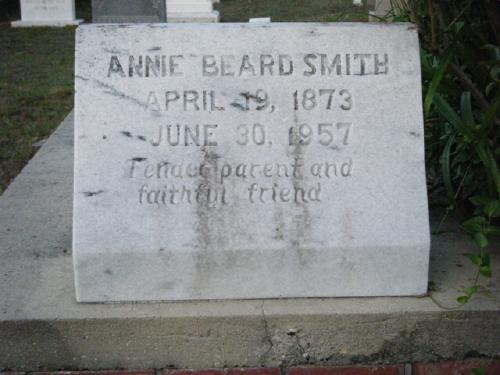 ANNIE BEARD SMITH
APRIL 19, 1873
JUNE 30, 1957
Tender parent and
faithful friend